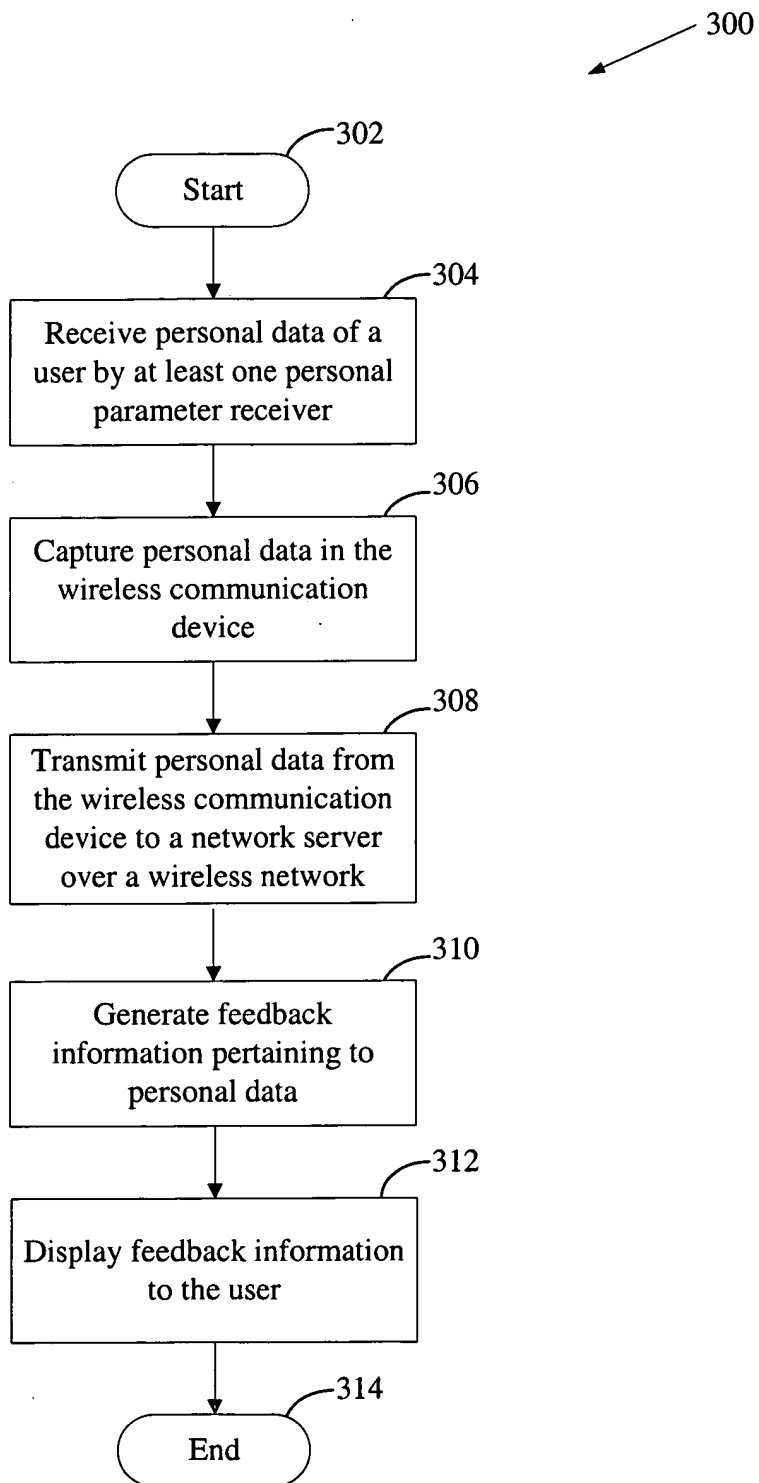 300
302
Start
304
Receive personal data of a
user by at least one personal
parameter receiver
306
Capture personal data in the
wireless communication
device
308
Transmit personal data from
the wireless communication
device to a network server
over a wireless network
310
Generate feedback
information pertaining to
personal data
312
Display feedback information
to the user
314
End